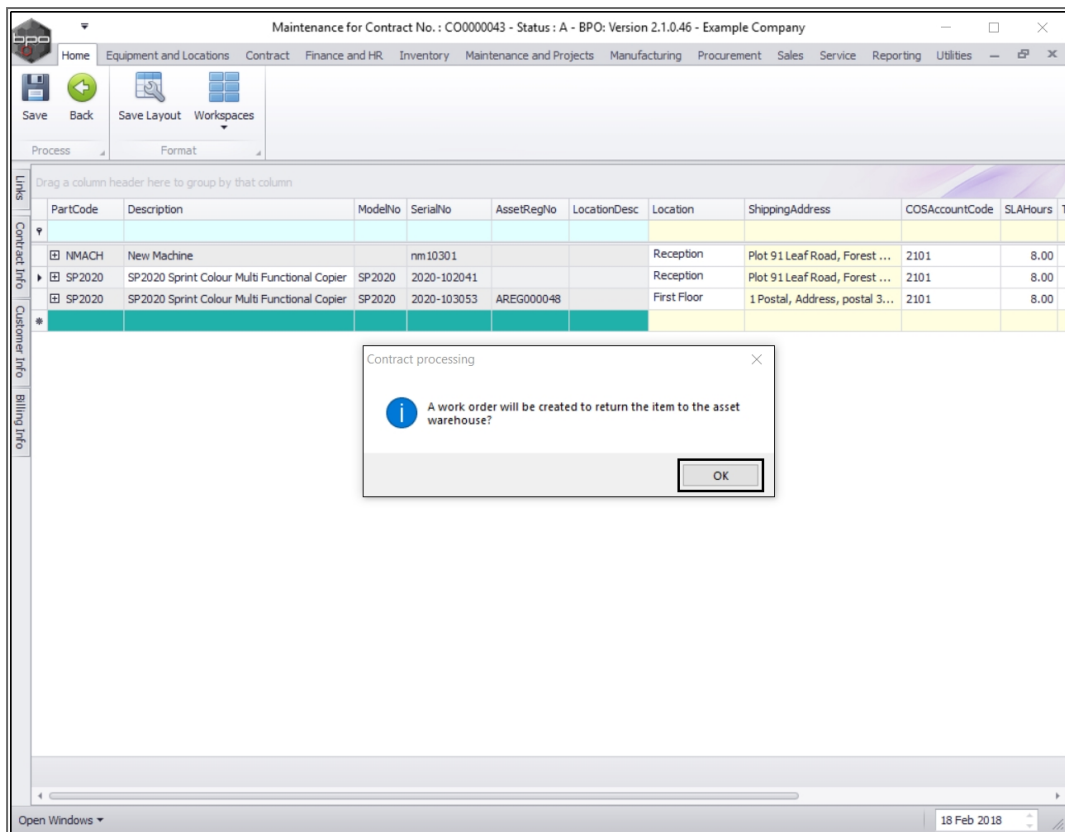 bpo
Maintenance for Contract No. : CO0000043 - Status : A - BPO: Version 2.1.0.46 - Example Company
Home Equipment and Locations Contract Finance and HR Inventory Maintenance and Projects Manufacturing Procurement Sales Service Reporting Utilities
Save Back Save Layout Workspaces
Process Format
Links
Contract Info
Customer Info
Billing Info
Drag a column header here to group by that column
PartCode Description ModelNo SerialNo AssetRegNo LocationDesc Location ShippingAddress COSAccountCode SLAHours T
NMACH New Machine nm10301 Reception Plot 91 Leaf Road, Forest ... 2101 8.00
SP2020 SP2020 Sprint Colour Multi Functional Copier SP2020 2020-102041 Reception Plot 91 Leaf Road, Forest ... 2101 8.00
SP2020 SP2020 Sprint Colour Multi Functional Copier SP2020 2020-103053 AREG000048 First Floor 1 Postal, Address, postal 3... 2101 8.00
Contract processing
A work order will be created to return the item to the asset
warehouse?
OK
Open Windows 18 Feb 2018